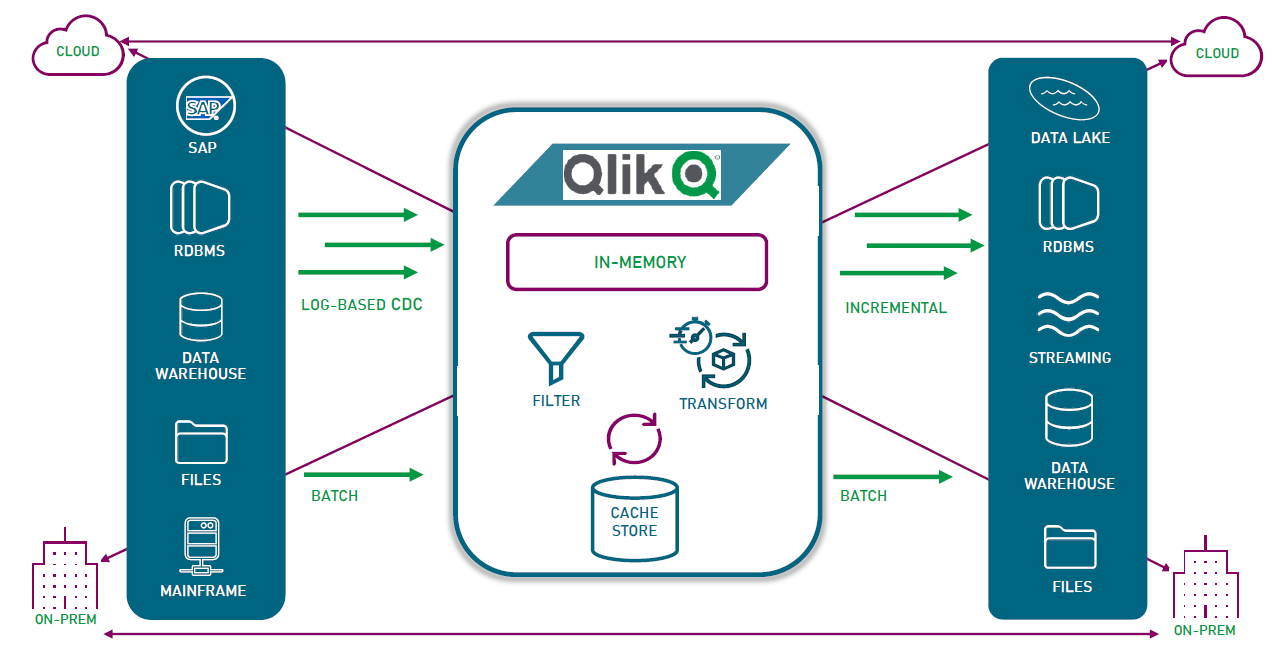 CLOUD
CLOUD
SAP
SAP
RDBMS
DATA
WAREHOUSE
FILES
MAINFRAME
ON-PREM
LOG-BASED CDC
BATCH
Qlik
IN-MEMORY
FILTER
TRANSFORM
CACHE
STORE
INCREMENTAL
BATCH
DATA LAKE
RDBMS
STREAMING
DATA
WAREHOUSE
FILES
ON-PREM